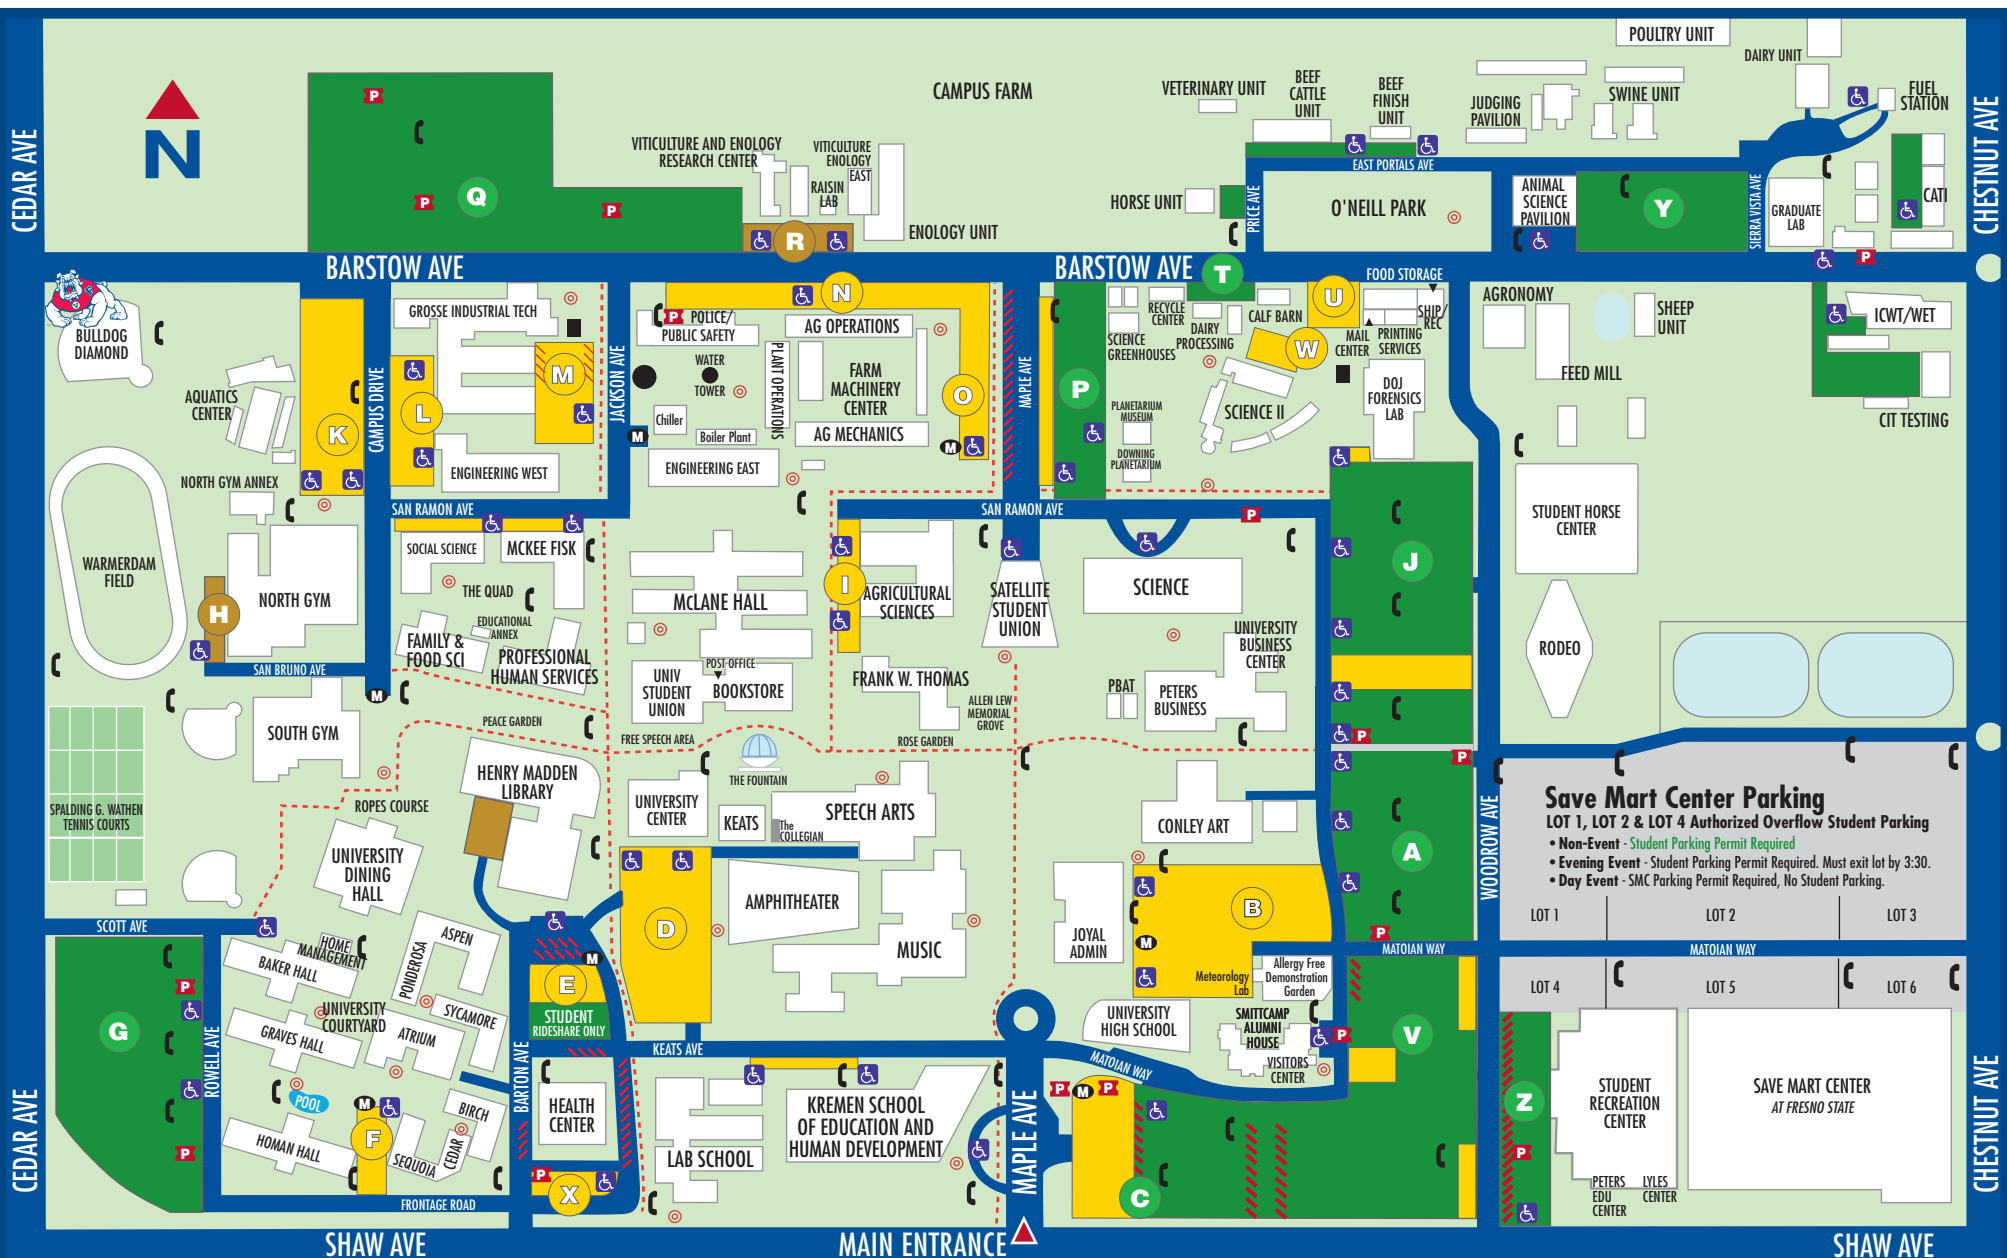 POULTRY UNIT
DAIRY UNIT
FUEL
STATION
CAMPUS FARM
VETERINARY UNIT
BEEF
CATTLE
UNIT
BEEF
FINISH
UNIT
JUDGING
PAVILION
SWINE UNIT
CEDAR AVE
CHESTNUT AVE
N
P
P
P
Q
VITICULTURE AND ENOLOGY
RESEARCH CENTER
VITICULTURE
ENOLOGY
EAST
RAISIN
LAB
ENOLOGY UNIT
R
EAST PORTALS AVE
HORSE UNIT
PRICE AVE
O'NEILL PARK
ANIMAL
SCIENCE
PAVILION
Y
SIERRA VISTA AVE
GRADUATE
LAB
CATI
P
BARSTOW AVE
BARSTOW AVE
T
FOOD STORAGE
BULLDOG
DIAMOND
GROSSE INDUSTRIAL TECH
P
POLICE/
PUBLIC SAFETY
N
AG OPERATIONS
RECYCLE
CENTER
DAIRY
PROCESSING
CALF BARN
U
SHIP/
REC
MAIL
CENTER
PRINTING
SERVICES
SCIENCE
GREENHOUSES
W
AGRONOMY
SHEEP
UNIT
FEED MILL
ICWT/WET
CIT TESTING
AQUATICS
CENTER
K
CAMPUS DRIVE
L
M
JACKSON AVE
WATER
TOWER
PLANT OPERATIONS
FARM
MACHINERY
CENTER
O
MAPLE AVE
P
Chiller
Boiler Plant
AG MECHANICS
M
M
PLANETARIUM
MUSEUM
DOWNING
PLANETARIUM
SCIENCE II
DOJ
FORENSICS
LAB
ENGINEERING WEST
ENGINEERING EAST
NORTH GYM ANNEX
SAN RAMON AVE
SAN RAMON AVE
P
STUDENT HORSE
CENTER
WARMERDAM
FIELD
NORTH GYM
H
SAN BRUNO AVE
SOCIAL SCIENCE
MCKEE FISK
THE QUAD
EDUCATIONAL
ANNEX
FAMILY &
FOOD SCI
PROFESSIONAL
HUMAN SERVICES
McLANE HALL
I
AGRICULTURAL
SCIENCES
SATELLITE
STUDENT
UNION
SCIENCE
UNIVERSITY
BUSINESS
CENTER
J
RODEO
M
UNIV
STUDENT
UNION
POST OFFICE
BOOKSTORE
FRANK W. THOMAS
ALLEN LEW
MEMORIAL
GROVE
PBAT
PETERS
BUSINESS
SOUTH GYM
PEACE GARDEN
FREE SPEECH AREA
ROSE GARDEN
P
P
THE FOUNTAIN
HENRY MADDEN
LIBRARY
ROPES COURSE
SPALDING G. WATHEN
TENNIS COURTS
UNIVERSITY
CENTER
KEATS
The
COLLEGIAN
SPEECH ARTS
CONLEY ART
A
WOODROW AVE
Save Mart Center Parking
LOT 1, LOT 2 & LOT 4 Authorized Overflow Student Parking
• Non-Event - Student Parking Permit Required
• Evening Event - Student Parking Permit Required. Must exit lot by 3:30.
• Day Event - SMC Parking Permit Required, No Student Parking.
LOT 1
LOT 2
LOT 3
UNIVERSITY
DINING
HALL
AMPHITHEATER
D
B
M
JOYAL
ADMIN
MUSIC
P
SCOTT AVE
MATOIAN WAY
MATOIAN WAY
HOME
MANAGEMENT
BAKER HALL
PONDEROSA
ASPEN
M
E
STUDENT
RIDESHARE ONLY
Meteorology
Lab
Allergy Free
Demonstration
Garden
LOT 4
LOT 5
LOT 6
P
G
ROWELL AVE
UNIVERSITY
COURTYARD
GRAVES HALL
ATRIUM
SYCAMORE
KEATS AVE
UNIVERSITY
HIGH SCHOOL
SMITTCAMP
ALUMNI
HOUSE
VISITORS
CENTER
P
V
MATOIAN WAY
P
M
P
BARTON AVE
HEALTH
CENTER
POOL
M
F
BIRCH
CEDAR
SEQUOIA
HOMAN HALL
P
LAB SCHOOL
KREMEN SCHOOL
OF EDUCATION AND
HUMAN DEVELOPMENT
MAPLE AVE
C
Z
P
STUDENT
RECREATION
CENTER
PETERS
EDU
CENTER
LYLES
CENTER
SAVE MART CENTER
AT FRESNO STATE
P
X
FRONTAGE ROAD
CEDAR AVE
CHESTNUT AVE
SHAW AVE
MAIN ENTRANCE
SHAW AVE